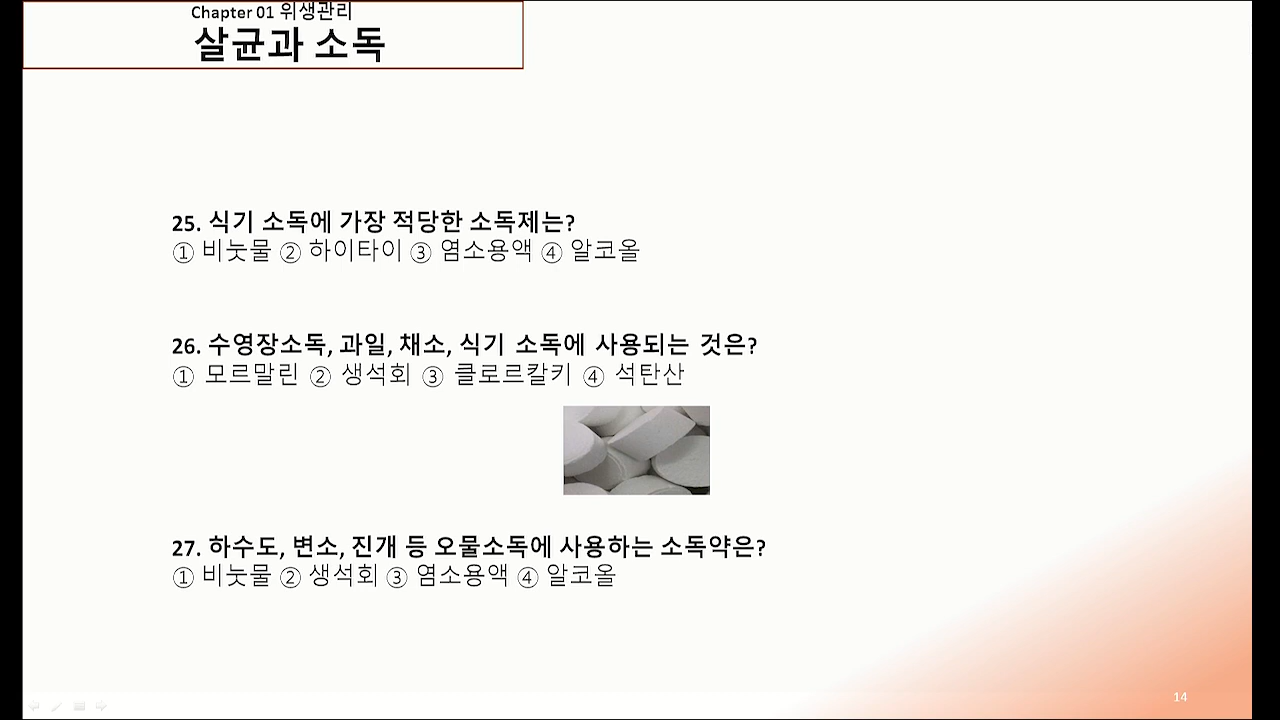 Chapter 01 위생관리
살균과 소독
25. 식기 소독에 가장 적당한 소독제는?
① 비눗물 ② 하이타이 ③ 염소용액 ④ 알코올
26. 수영장소독, 과일, 채소, 식기 소독에 사용되는 것은?
① 모르말린 ② 생석회 ③ 클로르칼키 ④ 석탄산
27. 하수도, 변소, 진개 등 오물소독에 사용하는 소독약은?
① 비눗물 ② 생석회 ③ 염소용액 ④ 알코올
14